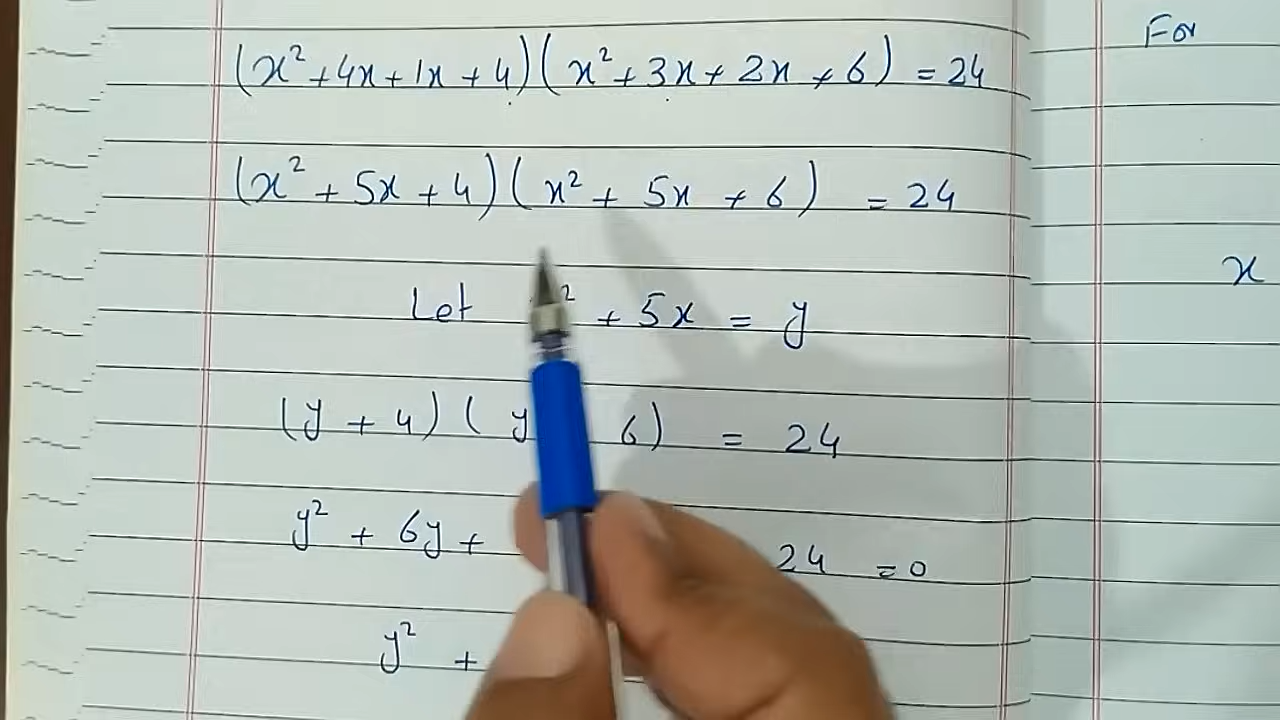 (x² + 4x + 1x + 4)(x² + 3x + 2x + 6) = 24
(x² + 5x + 4)(x² + 5x + 6) = 24
Let ² + 5x = y
(y + 4)(y 6) = 24
y² + 6y + 24 = 0
y² +
For
x